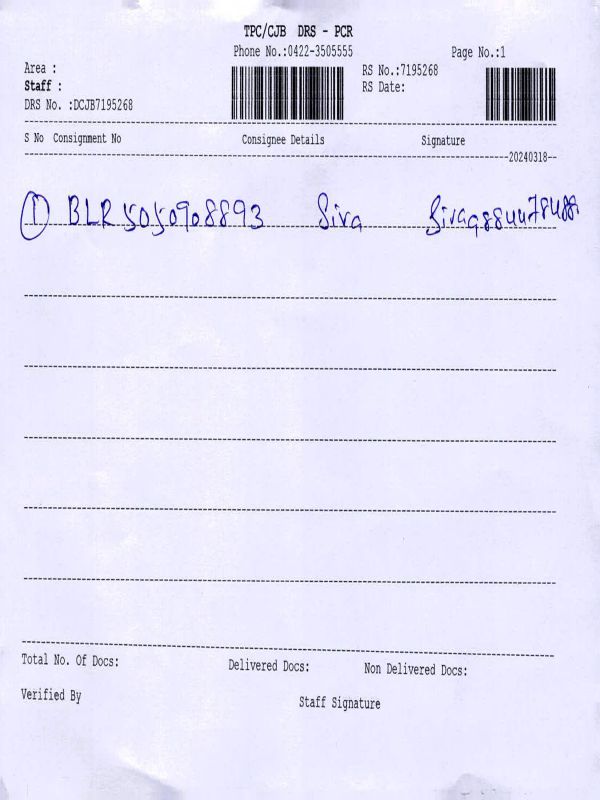 TPC/CJB DRS - PCR
Phone No.:0422-3505555 Page No.:1
Area : RS No.:7195268
Staff : RS Date:
DRS No. :DCJB7195268
S No Consignment No Consignee Details Signature
20240318
1 BLR 5050908893 Siva Siva
Total No. Of Docs: Delivered Docs: Non Delivered Docs:
Verified By Staff Signature